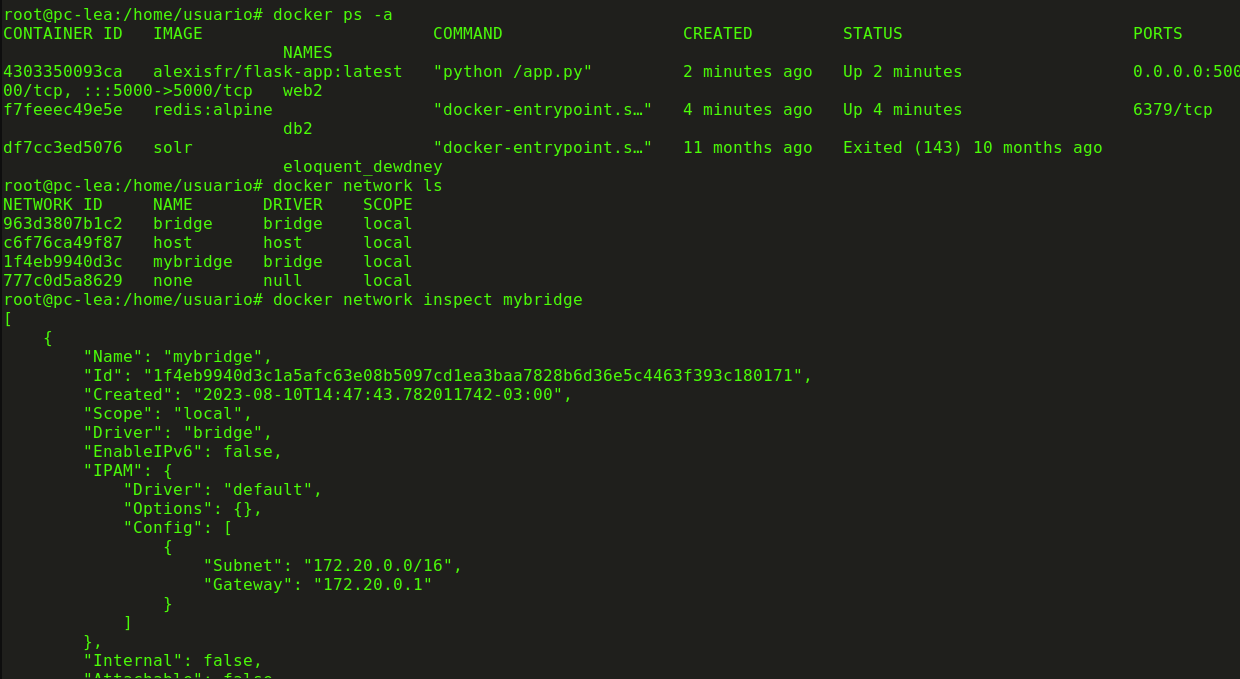 root@pc-lea:/home/usuario# docker ps -a
CONTAINER ID   IMAGE                       COMMAND                  CREATED         STATUS                       PORTS
                            NAMES
4303350093ca   alexisfr/flask-app:latest   "python /app.py"         2 minutes ago   Up 2 minutes                 0.0.0.0:500
00/tcp, :::5000->5000/tcp   web2
f7feeec49e5e   redis:alpine                "docker-entrypoint.s…"   4 minutes ago   Up 4 minutes                 6379/tcp
                            db2
df7cc3ed5076   solr                        "docker-entrypoint.s…"   11 months ago   Exited (143) 10 months ago
                            eloquent_dewdney
root@pc-lea:/home/usuario# docker network ls
NETWORK ID     NAME       DRIVER    SCOPE
963d3807b1c2   bridge     bridge    local
c6f76ca49f87   host       host      local
1f4eb9940d3c   mybridge   bridge    local
777c0d5a8629   none       null      local
root@pc-lea:/home/usuario# docker network inspect mybridge
[
    {
        "Name": "mybridge",
        "Id": "1f4eb9940d3c1a5afc63e08b5097cd1ea3baa7828b6d36e5c4463f393c180171",
        "Created": "2023-08-10T14:47:43.782011742-03:00",
        "Scope": "local",
        "Driver": "bridge",
        "EnableIPv6": false,
        "IPAM": {
            "Driver": "default",
            "Options": {},
            "Config": [
                {
                    "Subnet": "172.20.0.0/16",
                    "Gateway": "172.20.0.1"
                }
            ]
        },
        "Internal": false,
        "Attachable": false